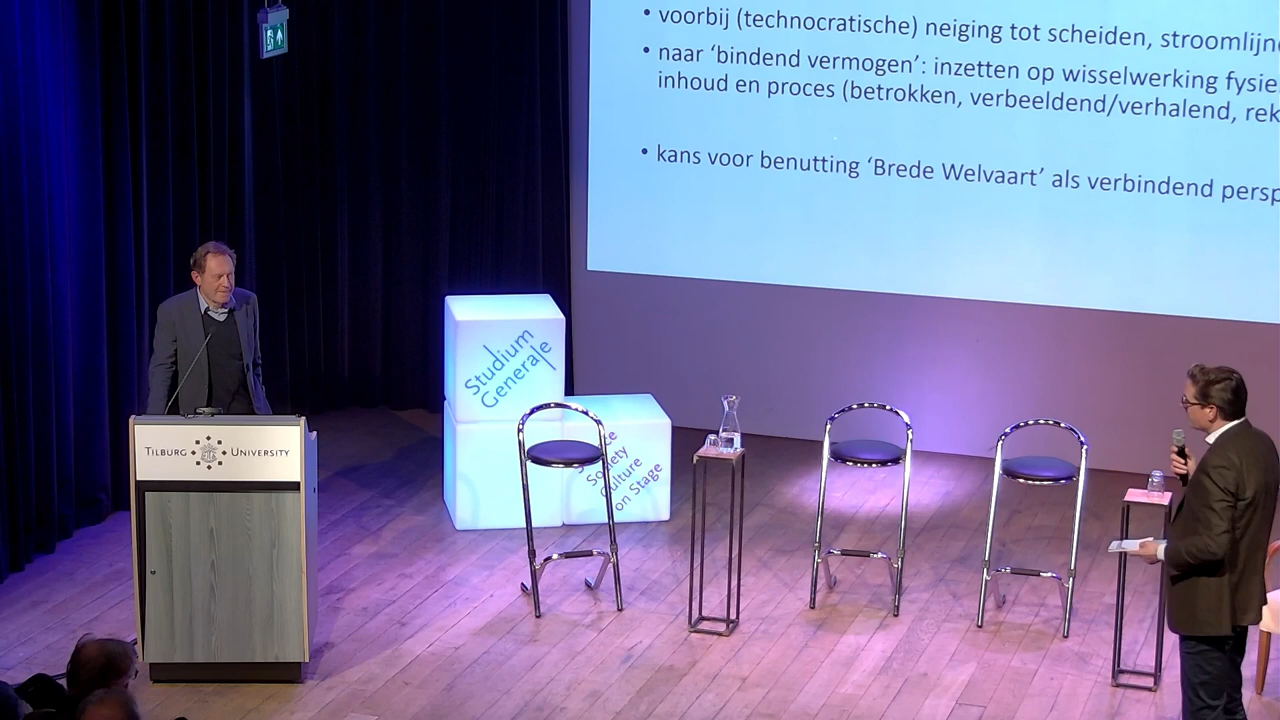 • voorbij (technocratische) neiging tot scheiden, stroomlijn
• naar ‘bindend vermogen’: inzetten op wisselwerking fysie
inhoud en proces (betrokken, verbeeldend/verhalend, rek
• kans voor benutting ‘Brede Welvaart’ als verbindend persp
Studium
Generale
Society
Culture
on Stage
TILBURG UNIVERSITY